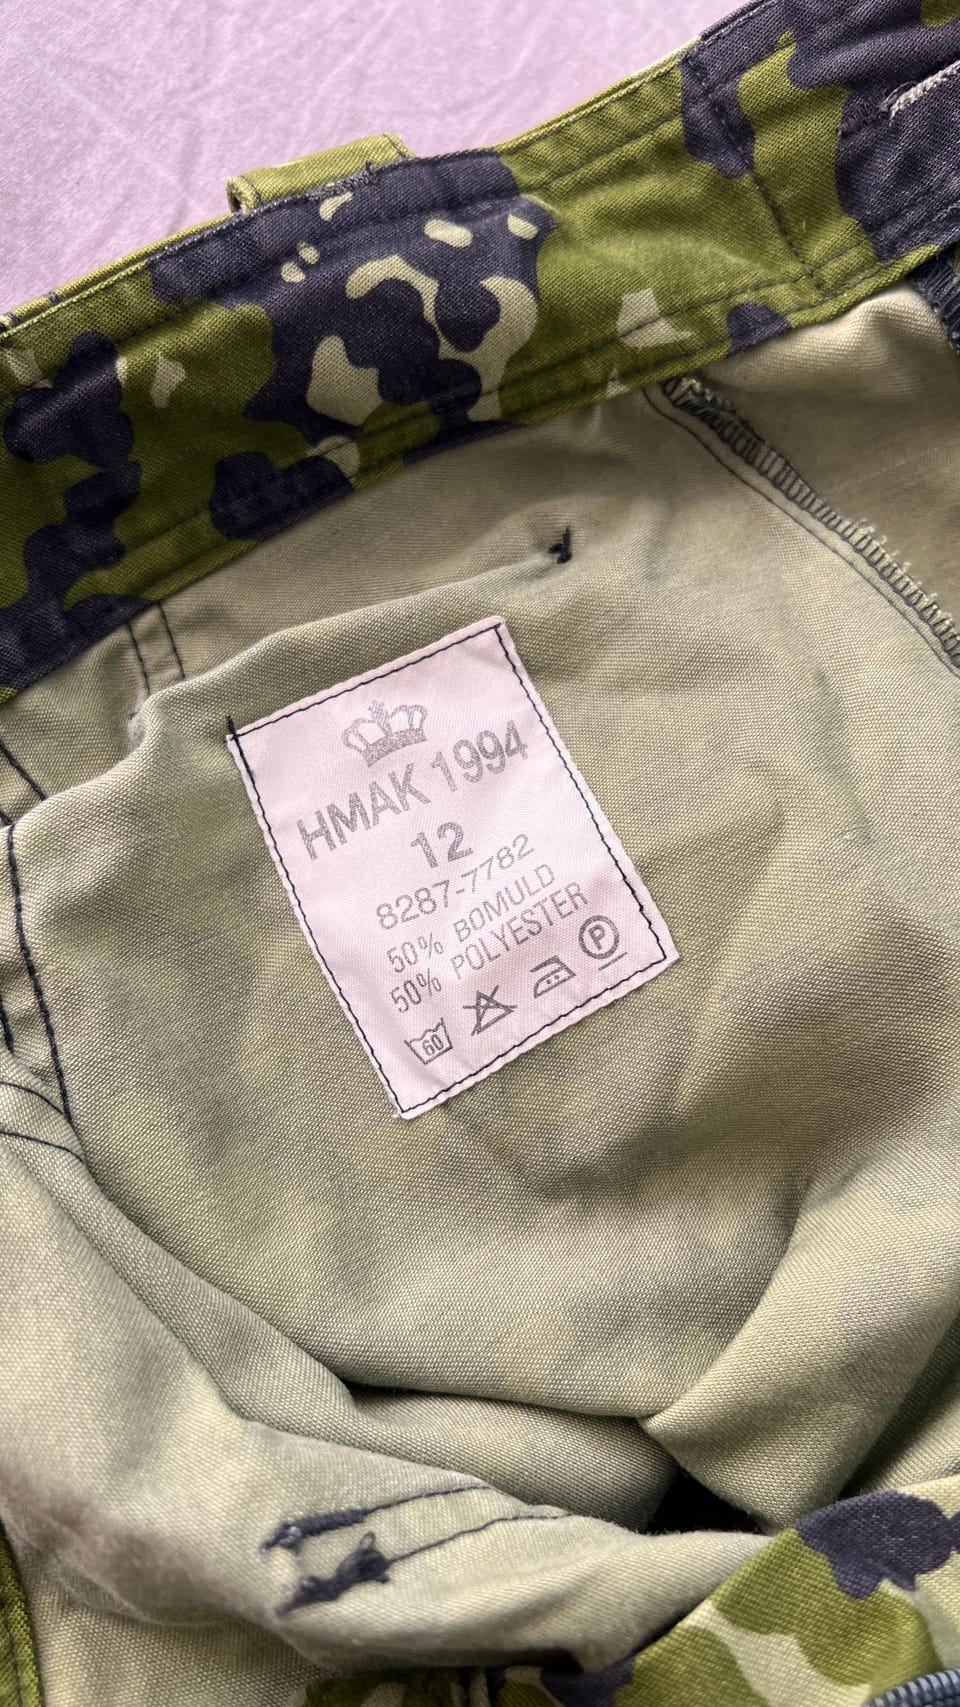 HMAK 1994
12
8287-7782
50% BOMULD
50% POLYESTER
60 P